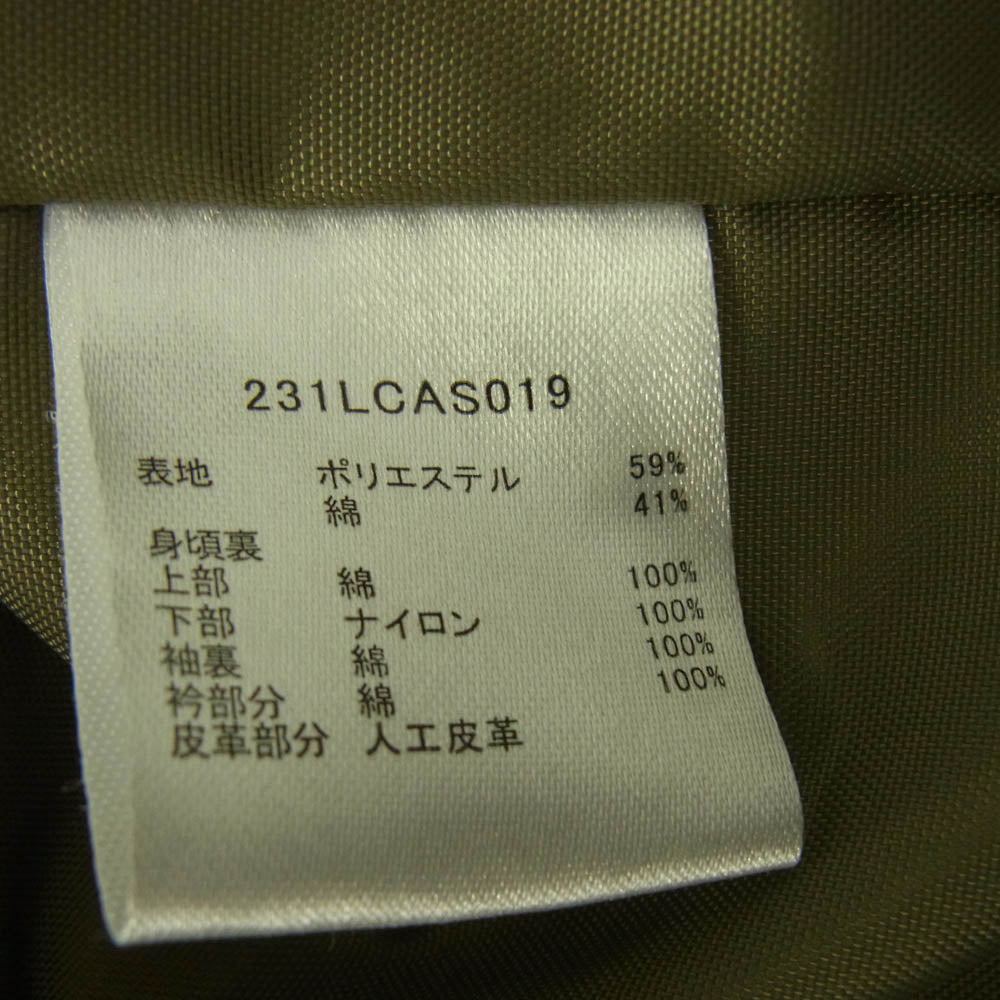 231LCAS019
表地 ポリエステル 59%
綿 41%
身頃裏
上部 綿 100%
下部 ナイロン 100%
袖裏 綿 100%
衿部分 綿 100%
皮革部分 人工皮革